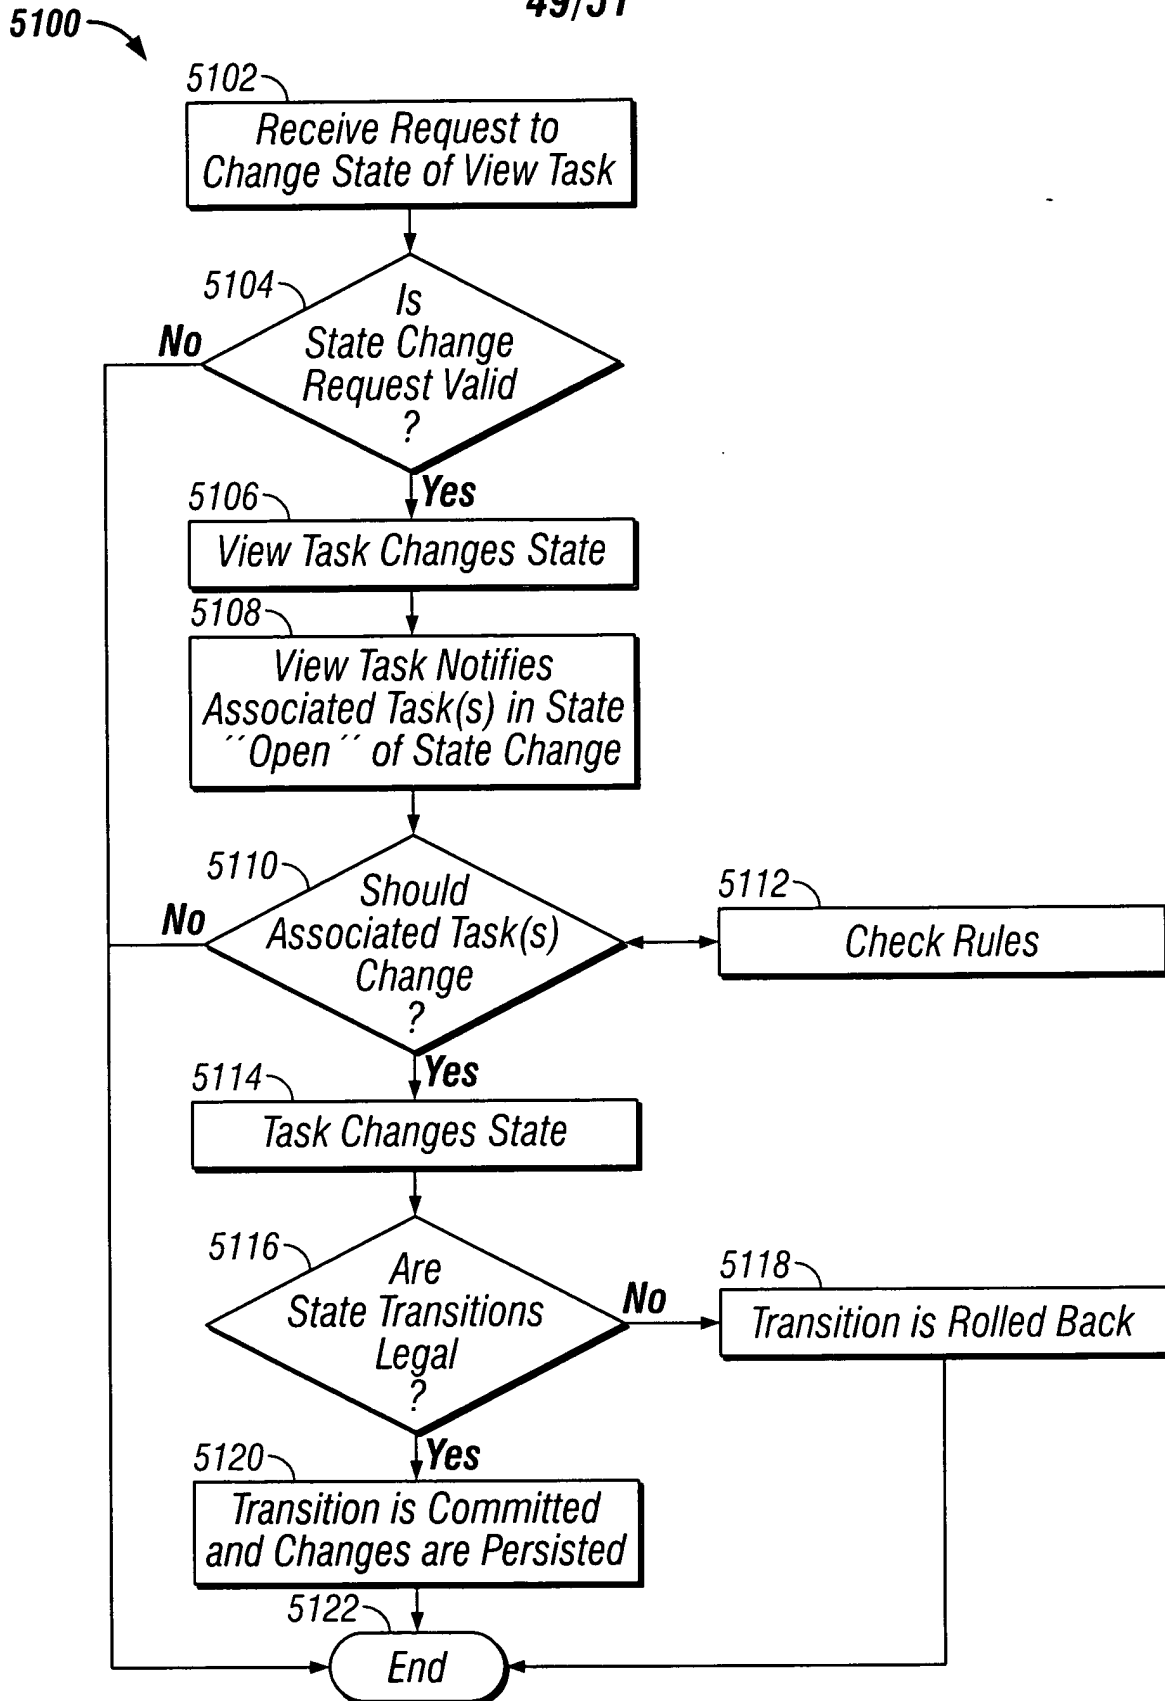 49/51
5100
5102
Receive Request to
Change State of View Task
5104
Is
State Change
Request Valid
?
No
Yes
5106
View Task Changes State
5108
View Task Notifies
Associated Task(s) in State
˝Open˝ of State Change
5110
Should
Associated Task(s)
Change
?
No
5112
Check Rules
Yes
5114
Task Changes State
5116
Are
State Transitions
Legal
?
No
5118
Transition is Rolled Back
Yes
5120
Transition is Committed
and Changes are Persisted
5122
End